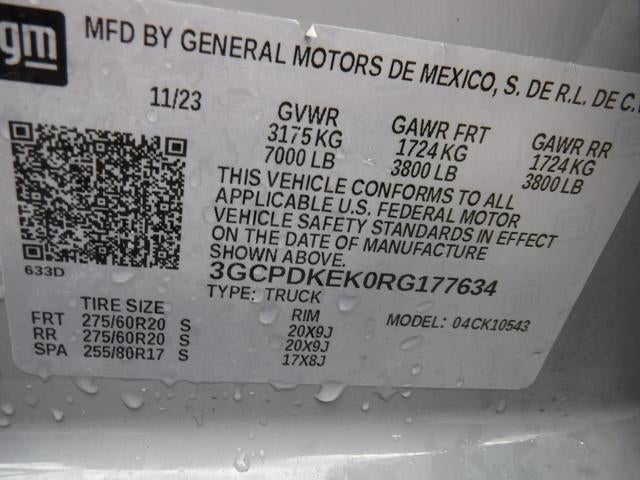 gm
MFD BY GENERAL MOTORS DE MEXICO, S. DE R.L. DE C.V
11/23
GVWR GAWR FRT GAWR RR
3175 KG 1724 KG 1724 KG
7000 LB 3800 LB 3800 LB
THIS VEHICLE CONFORMS TO ALL
APPLICABLE U.S. FEDERAL MOTOR
VEHICLE SAFETY STANDARDS IN EFFECT
ON THE DATE OF MANUFACTURE
SHOWN ABOVE.
633D
3GCPDKEK0RG177634
TYPE: TRUCK
TIRE SIZE RIM MODEL: 04CK10543
FRT 275/60R20 S 20X9J
RR 275/60R20 S 20X9J
SPA 255/80R17 S 17X8J